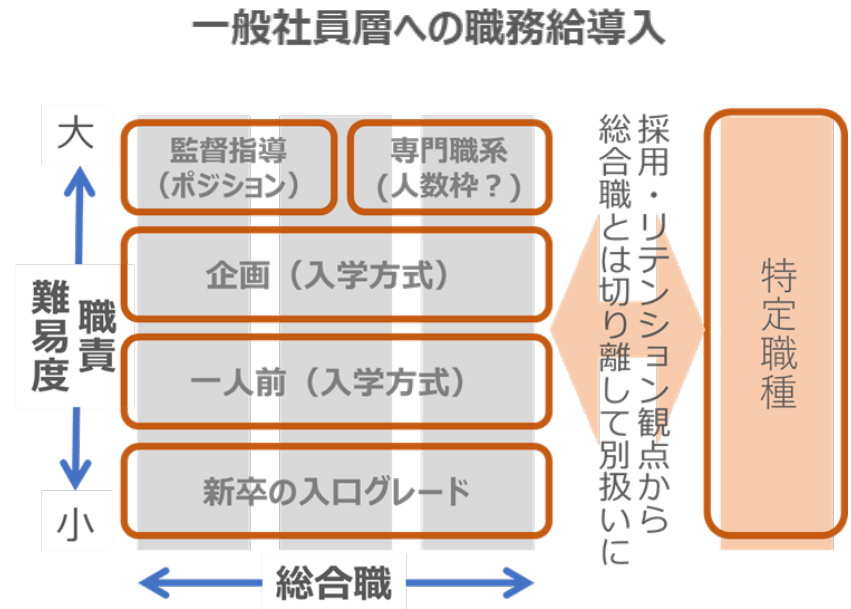 一般社員層への職務給導入
大
職責
難易度
小
監督指導
（ポジション）
専門職系
(人数枠？)
企画（入学方式）
一人前（入学方式）
新卒の入口グレード
総合職
採用・リテンション観点から
総合職とは切り離して別扱いに
特定職種